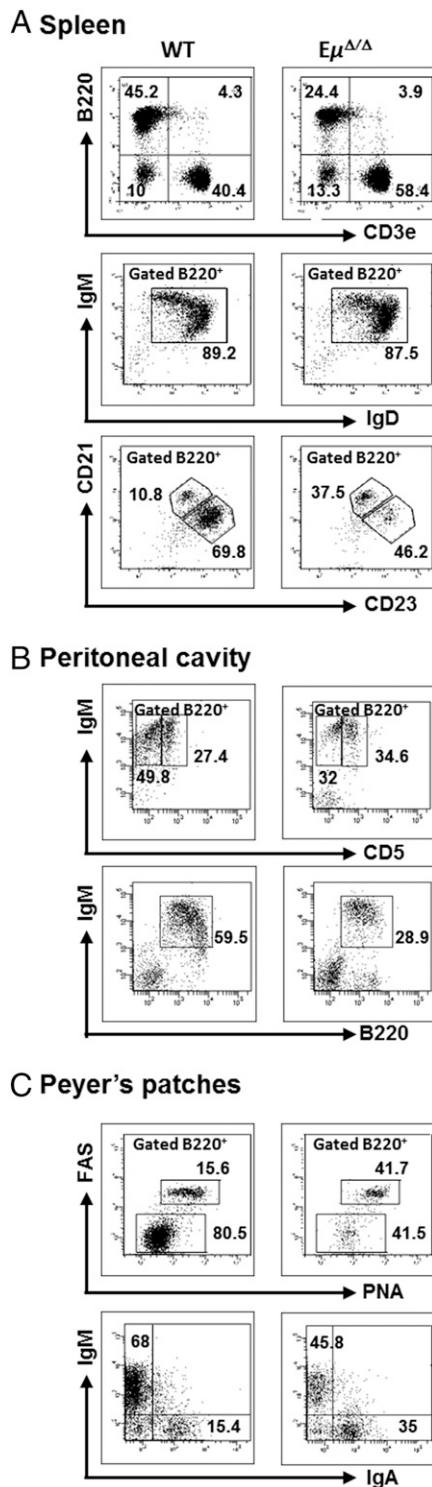 A Spleen
WT EμΔ/Δ
B220
45.2 4.3
10 40.4
24.4 3.9
13.3 58.4
CD3e
IgM
Gated B220+
89.2
Gated B220+
87.5
IgD
CD21
Gated B220+
10.8
69.8
Gated B220+
37.5
46.2
CD23
B Peritoneal cavity
IgM
Gated B220+
27.4
49.8
Gated B220+
34.6
32
CD5
IgM
59.5
28.9
B220
C Peyer's patches
FAS
Gated B220+
15.6
80.5
Gated B220+
41.7
41.5
PNA
IgM
68
15.4
45.8
35
IgA